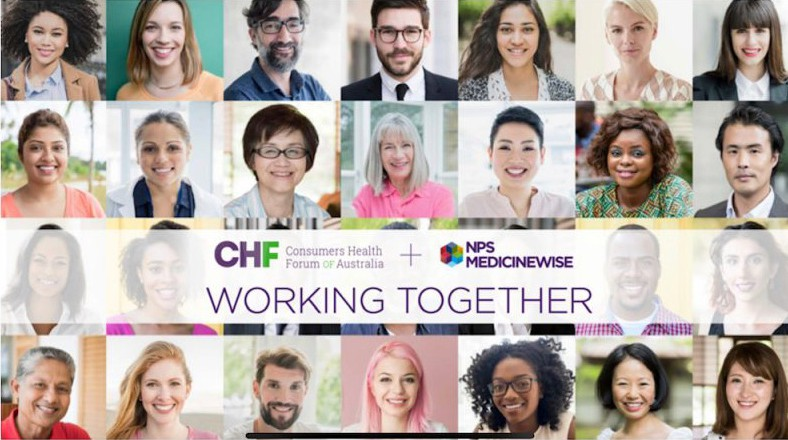 CHF Consumers Health
Forum OF Australia
+
NPS
MEDICINEWISE
WORKING TOGETHER